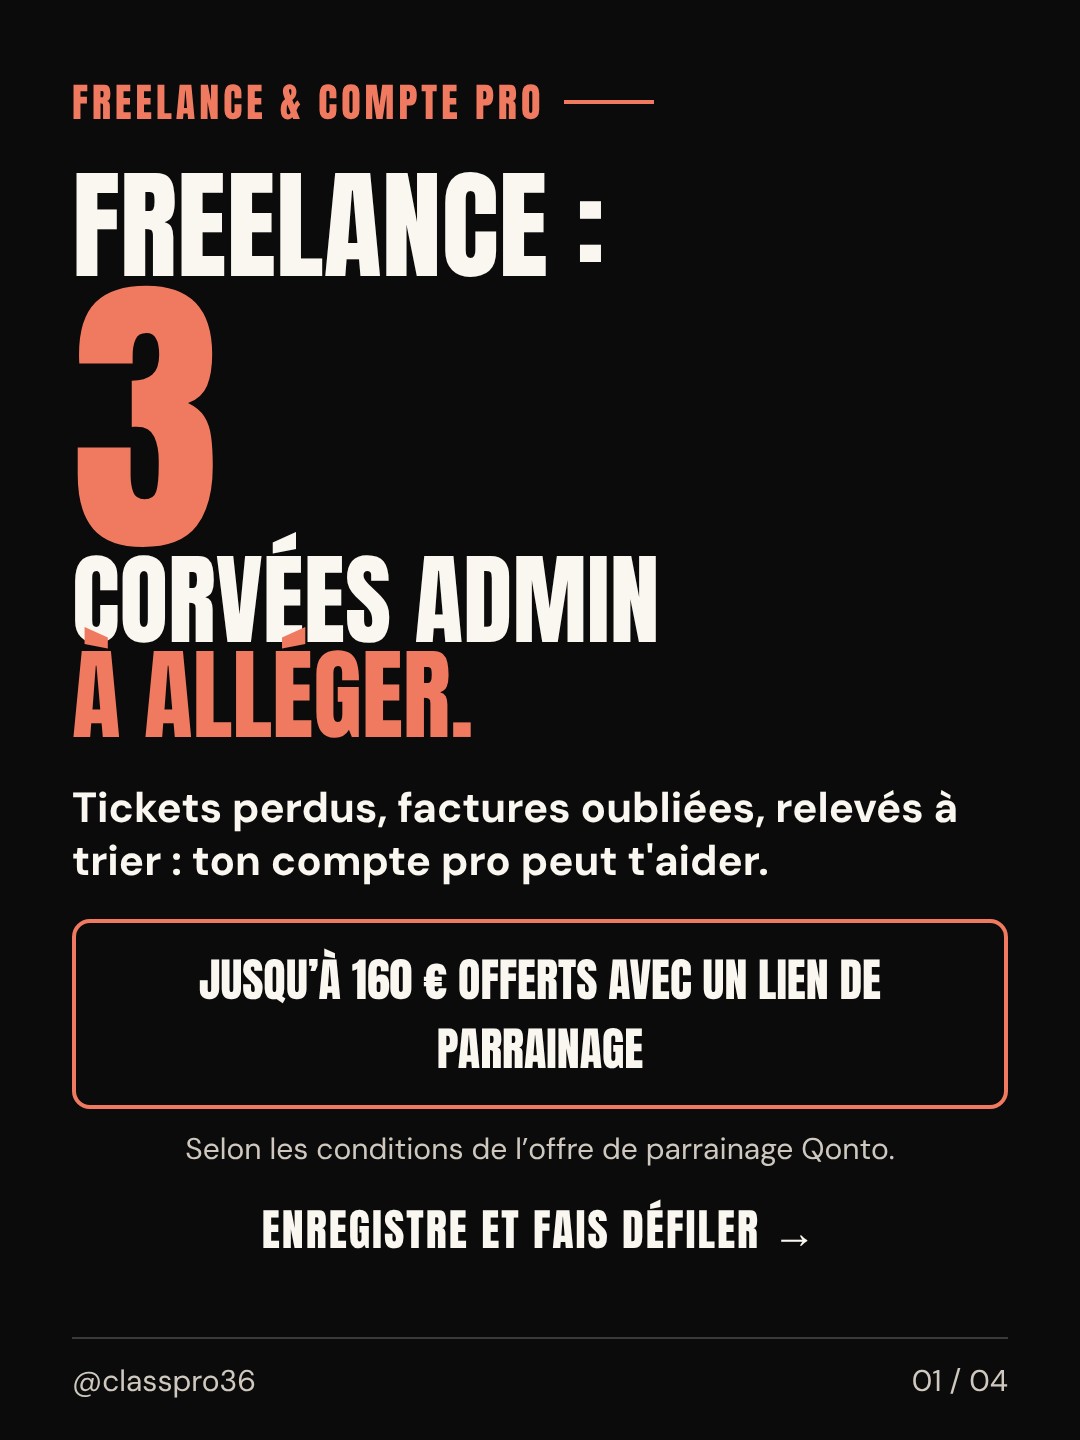 FREELANCE & COMPTE PRO
FREELANCE :
3
CORVÉES ADMIN
À ALLÉGER.
Tickets perdus, factures oubliées, relevés à
trier : ton compte pro peut t'aider.
JUSQU’À 160 € OFFERTS AVEC UN LIEN DE
PARRAINAGE
Selon les conditions de l’offre de parrainage Qonto.
ENREGISTRE ET FAIS DÉFILER →
@classpro36
01 / 04